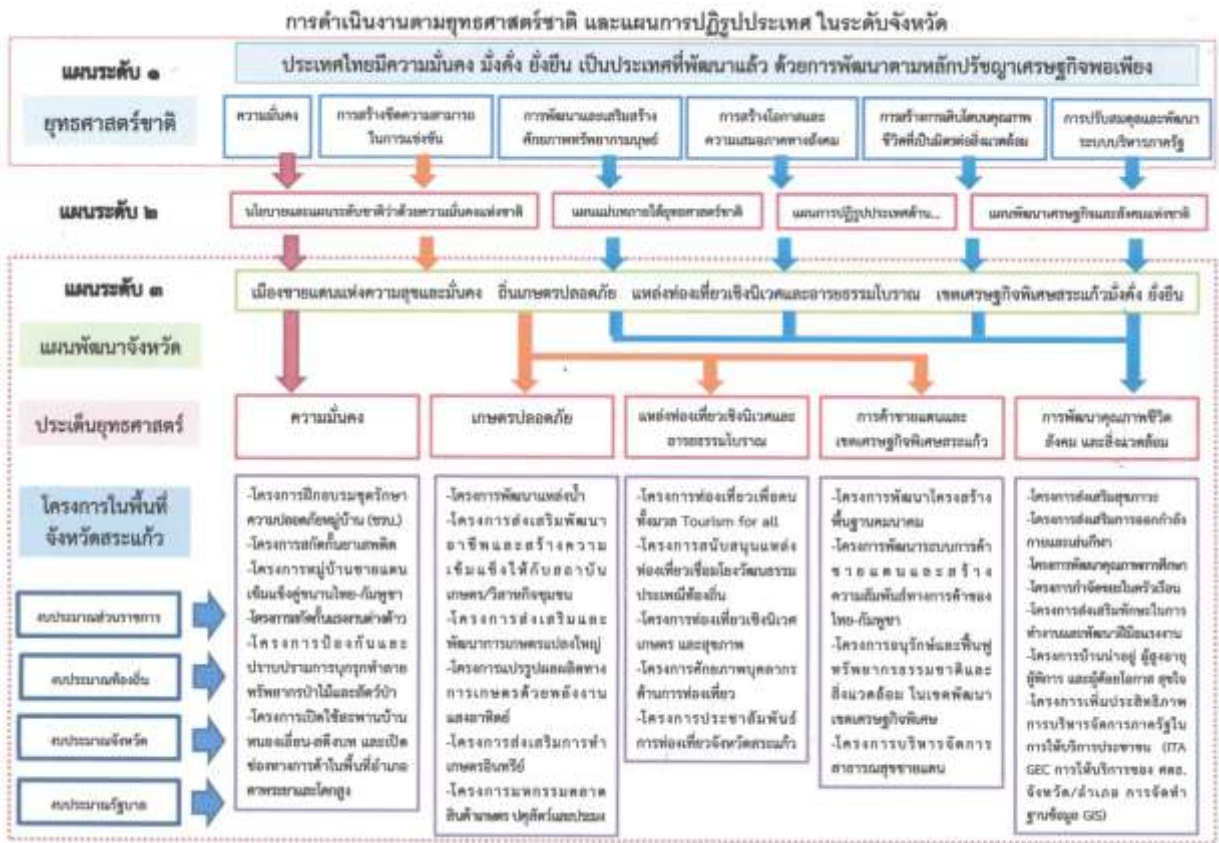 การดำเนินงานตามยุทธศาสตร์ชาติ และแผนการปฏิรูปประเทศ ในระดับจังหวัด
แผนระดับ ๑
ประเทศไทยมีความมั่นคง มั่งคั่ง ยั่งยืน เป็นประเทศที่พัฒนาแล้ว ด้วยการพัฒนาตามหลักปรัชญาเศรษฐกิจพอเพียง
ยุทธศาสตร์ชาติ
ความมั่นคง
การสร้างขีดความสามารถ
ในการแข่งขัน
การพัฒนาและเสริมสร้าง
ศักยภาพทรัพยากรมนุษย์
การสร้างโอกาสและ
ความเสมอภาคทางสังคม
การสร้างการเติบโตบนคุณภาพ
ชีวิตที่เป็นมิตรต่อสิ่งแวดล้อม
การปรับสมดุลและพัฒนา
ระบบบริหารภาครัฐ
แผนระดับ ๒
นโยบายและแผนระดับชาติว่าด้วยความมั่นคงแห่งชาติ
แผนแม่บทภายใต้ยุทธศาสตร์ชาติ
แผนการปฏิรูปประเทศด้าน...
แผนพัฒนาเศรษฐกิจและสังคมแห่งชาติ
แผนระดับ ๓
เมืองชายแดนแห่งความสุขและมั่นคง ถิ่นเกษตรปลอดภัย แหล่งท่องเที่ยวเชิงนิเวศและอารยธรรมโบราณ เขตเศรษฐกิจพิเศษสระแก้วมั่งคั่ง ยั่งยืน
แผนพัฒนาจังหวัด
ประเด็นยุทธศาสตร์
ความมั่นคง
เกษตรปลอดภัย
แหล่งท่องเที่ยวเชิงนิเวศและ
อารยธรรมโบราณ
การค้าชายแดนและ
เขตเศรษฐกิจพิเศษสระแก้ว
การพัฒนาคุณภาพชีวิต
สังคม และสิ่งแวดล้อม
โครงการในพื้นที่
จังหวัดสระแก้ว
งบประมาณส่วนราชการ
งบประมาณท้องถิ่น
งบประมาณจังหวัด
งบประมาณรัฐบาล
-โครงการฝึกอบรมชุดรักษา
ความปลอดภัยหมู่บ้าน (ชรบ.)
-โครงการสกัดกั้นยาเสพติด
-โครงการหมู่บ้านชายแดน
เข้มแข็งคู่ขนานไทย-กัมพูชา
-โครงการสกัดกั้นแรงงานต่างด้าว
-โครงการป้องกันและ
ปราบปรามการบุกรุกทำลาย
ทรัพยากรป่าไม้และสัตว์ป่า
-โครงการเปิดใช้สะพานบ้าน
หนองเอี่ยน-สตึงบท และเปิด
ช่องทางการค้าในพื้นที่อำเภอ
ตาพระยาและโคกสูง
-โครงการพัฒนาแหล่งน้ำ
-โครงการส่งเสริมพัฒนา
อาชีพและสร้างความ
เข้มแข็งให้กับสถาบัน
เกษตร/วิสาหกิจชุมชน
-โครงการส่งเสริมและ
พัฒนาการเกษตรแปลงใหญ่
-โครงการแปรรูปผลผลิตทาง
การเกษตรด้วยพลังงาน
แสงอาทิตย์
-โครงการส่งเสริมการทำ
เกษตรอินทรีย์
-โครงการมหกรรมตลาด
สินค้าเกษตร ปศุสัตว์และประมง
-โครงการท่องเที่ยวเพื่อคน
ทั้งมวล Tourism for all
-โครงการสนับสนุนแหล่ง
ท่องเที่ยวเชื่อมโยงวัฒนธรรม
ประเพณีท้องถิ่น
-โครงการท่องเที่ยวเชิงนิเวศ
เกษตร และสุขภาพ
-โครงการศักยภาพบุคลากร
ด้านการท่องเที่ยว
-โครงการประชาสัมพันธ์
การท่องเที่ยวจังหวัดสระแก้ว
-โครงการพัฒนาโครงสร้าง
พื้นฐานคมนาคม
-โครงการพัฒนาระบบการค้า
ชายแดนและสร้าง
ความสัมพันธ์ทางการค้าของ
ไทย-กัมพูชา
-โครงการอนุรักษ์และฟื้นฟู
ทรัพยากรธรรมชาติและ
สิ่งแวดล้อม ในเขตพัฒนา
เขตเศรษฐกิจพิเศษ
-โครงการบริหารจัดการ
สาธารณสุขชายแดน
-โครงการส่งเสริมสุขภาวะ
-โครงการส่งเสริมการออกกำลัง
กายและเล่นกีฬา
-โครงการพัฒนาคุณภาพการศึกษา
-โครงการกำจัดขยะในครัวเรือน
-โครงการส่งเสริมทักษะในการ
ทำงานและพัฒนาฝีมือแรงงาน
-โครงการบ้านน่าอยู่ ผู้สูงอายุ
ผู้พิการ และผู้ด้อยโอกาส สุขใจ
-โครงการเพิ่มประสิทธิภาพ
การบริหารจัดการภาครัฐใน
การให้บริการประชาชน (ITA
GEC การให้บริการของ ศดธ.
จังหวัด/อำเภอ การจัดทำ
ฐานข้อมูล GIS)